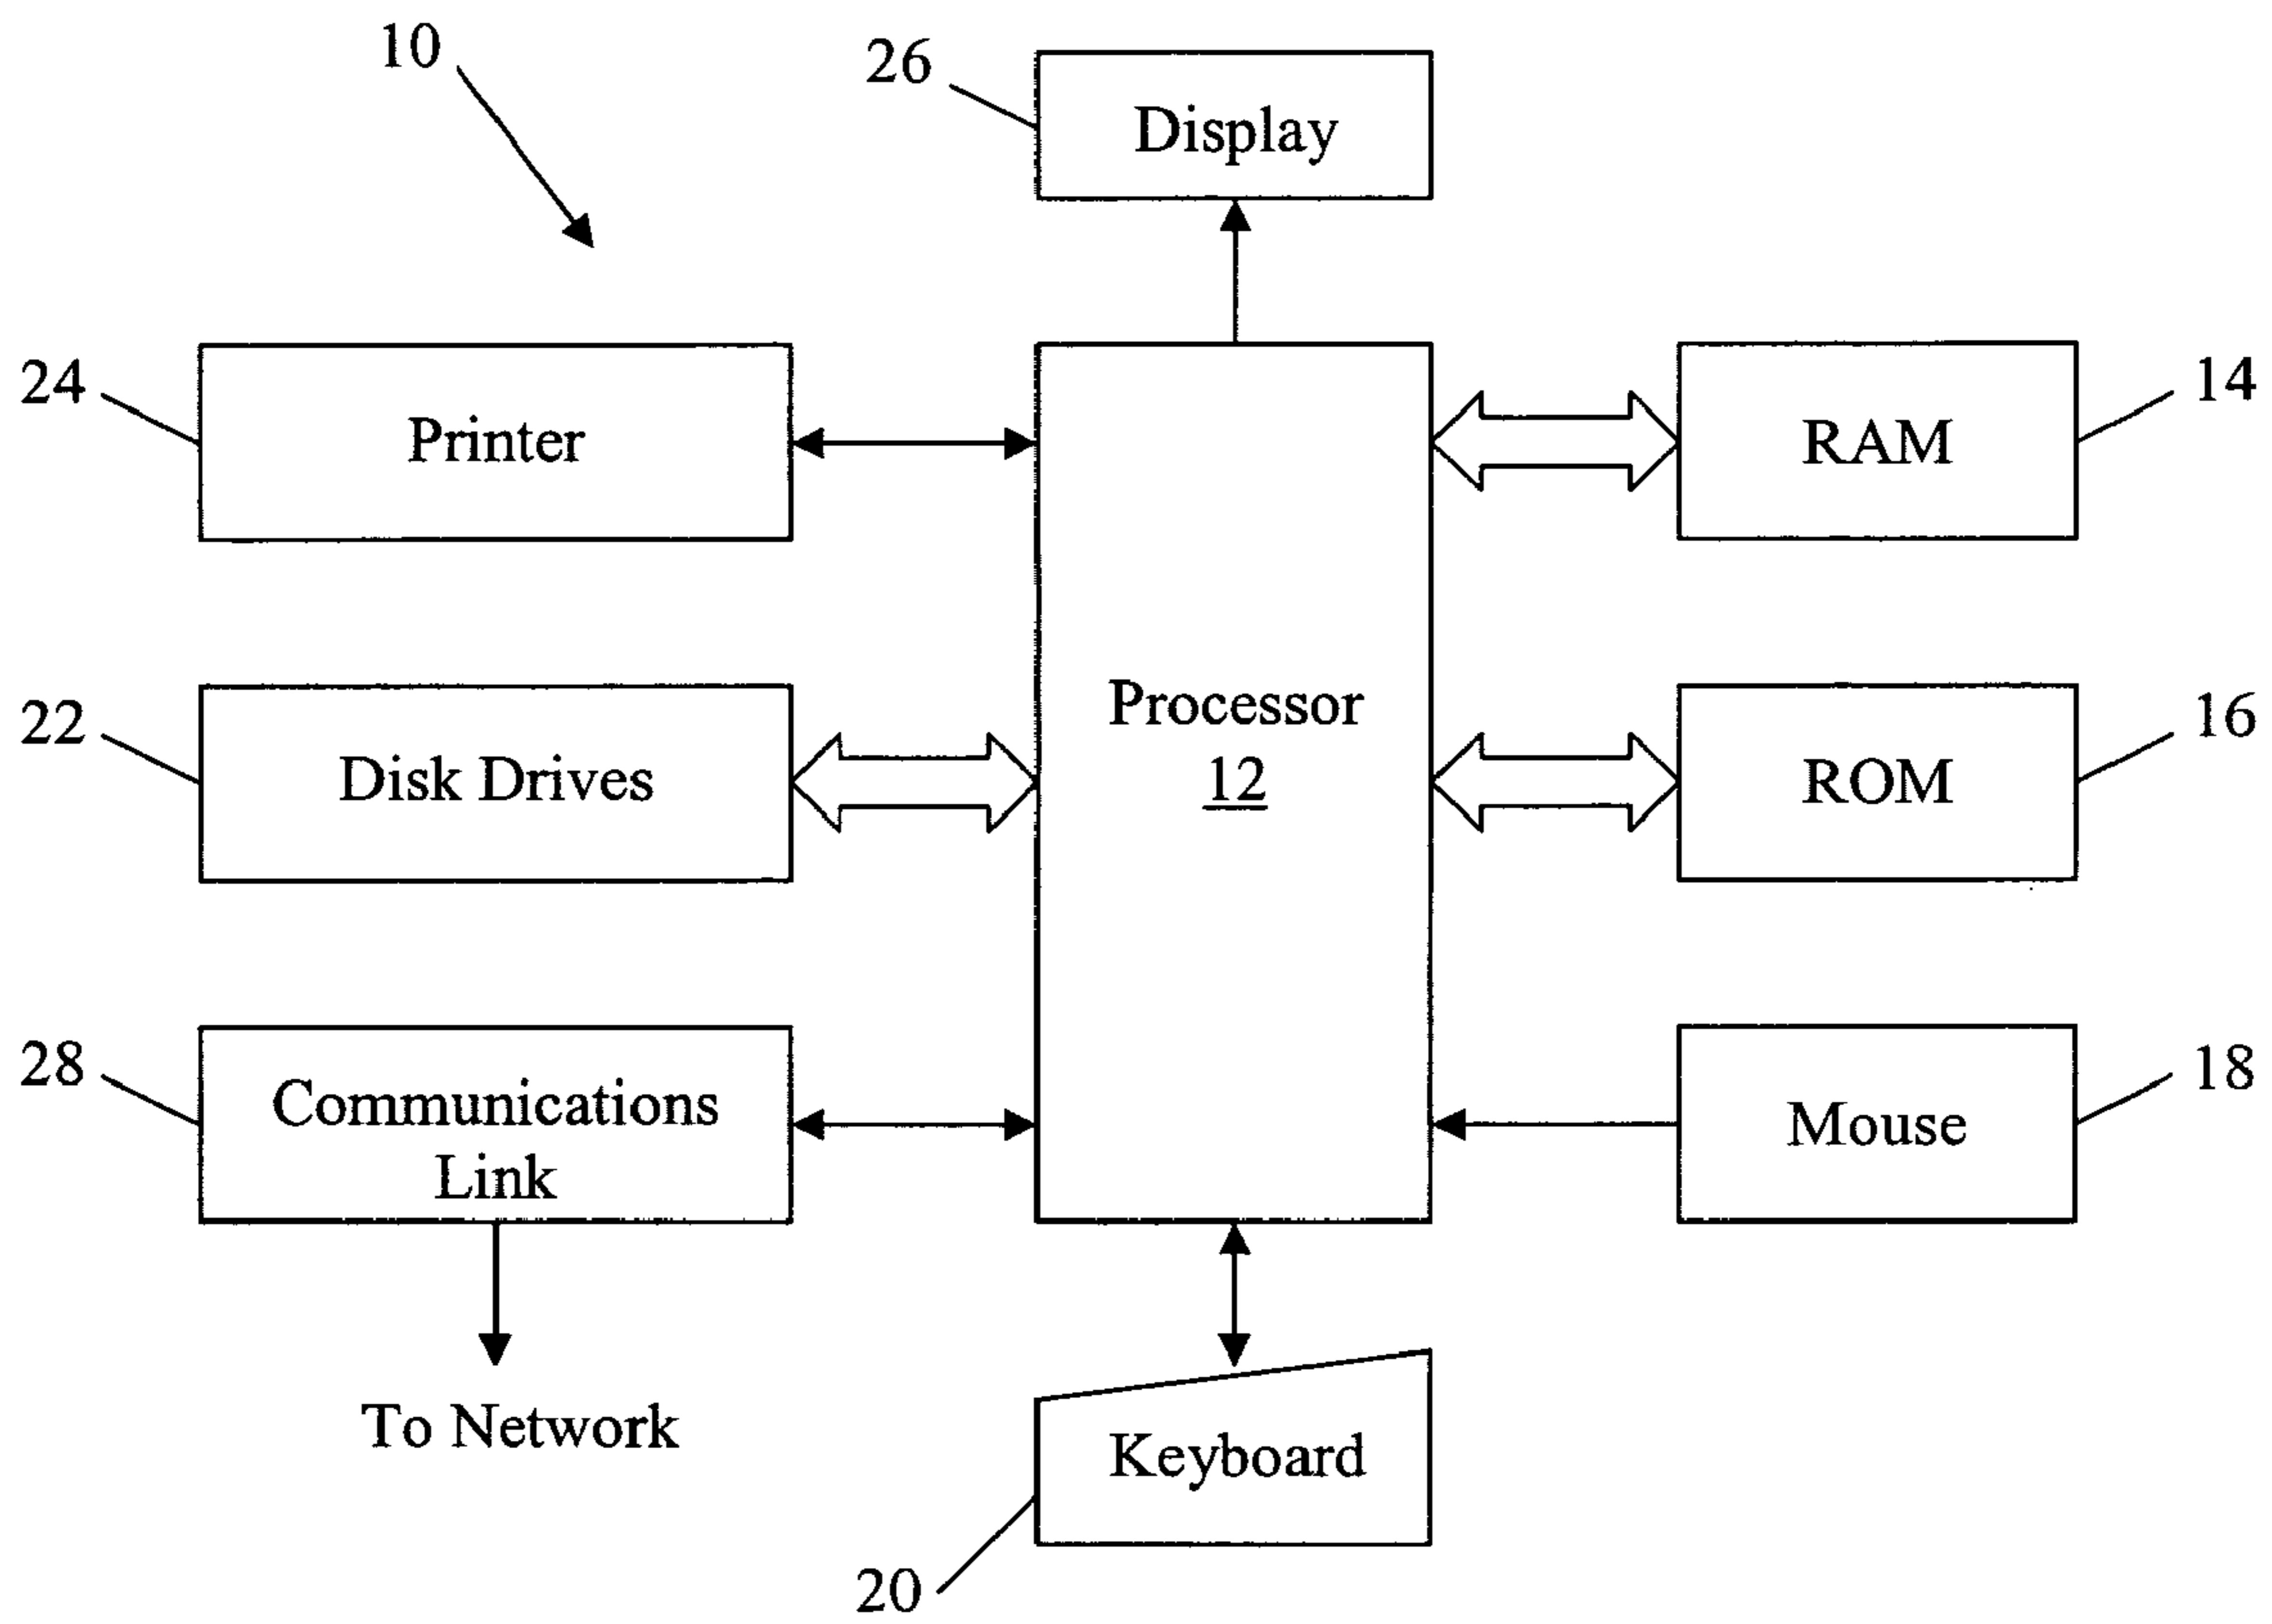 10
26
Display
24
Printer
RAM
14
22
Disk Drives
Processor
12
ROM
16
28
Communications
Link
Mouse
18
To Network
Keyboard
20